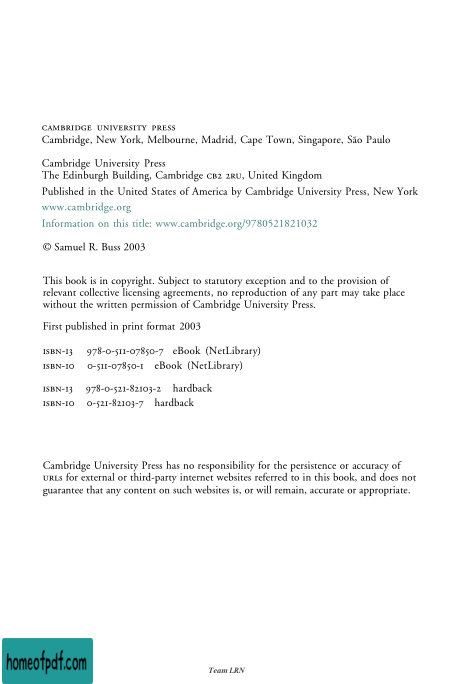 CAMBRIDGE UNIVERSITY PRESS
Cambridge, New York, Melbourne, Madrid, Cape Town, Singapore, São Paulo
Cambridge University Press
The Edinburgh Building, Cambridge CB2 2RU, United Kingdom
Published in the United States of America by Cambridge University Press, New York
www.cambridge.org
Information on this title: www.cambridge.org/9780521821032
© Samuel R. Buss 2003
This book is in copyright. Subject to statutory exception and to the provision of
relevant collective licensing agreements, no reproduction of any part may take place
without the written permission of Cambridge University Press.
First published in print format 2003
ISBN-13 978-0-511-07850-7 eBook (NetLibrary)
ISBN-10 0-511-07850-1 eBook (NetLibrary)
ISBN-13 978-0-521-82103-2 hardback
ISBN-10 0-521-82103-7 hardback
Cambridge University Press has no responsibility for the persistence or accuracy of
URLs for external or third-party internet websites referred to in this book, and does not
guarantee that any content on such websites is, or will remain, accurate or appropriate.
homeofpdf.com
Team LRN